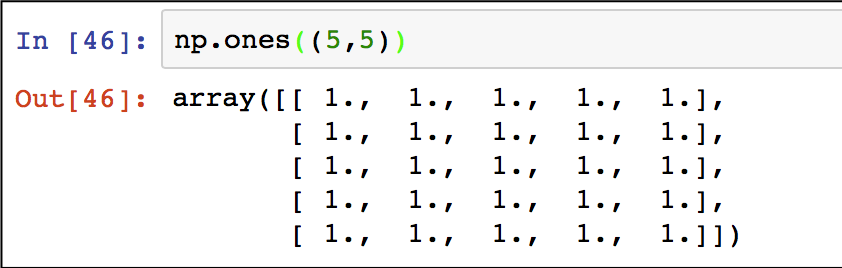 In [46]: np.ones((5,5))
Out[46]: array([[ 1.,  1.,  1.,  1.,  1.],
[ 1.,  1.,  1.,  1.,  1.],
[ 1.,  1.,  1.,  1.,  1.],
[ 1.,  1.,  1.,  1.,  1.],
[ 1.,  1.,  1.,  1.,  1.]])